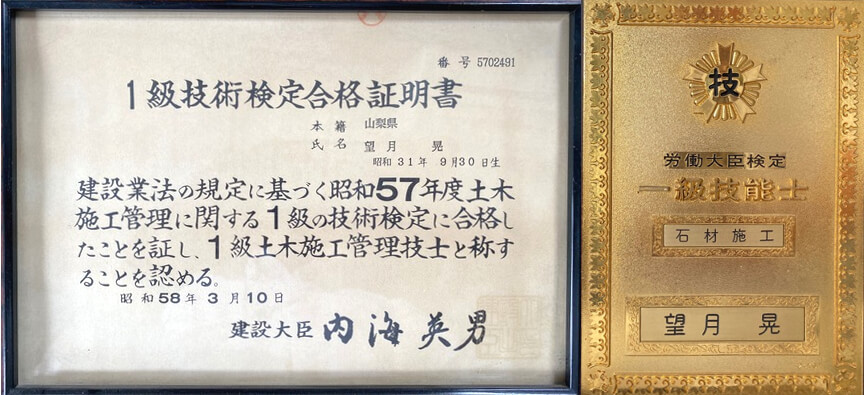 番号 5702491
1級技術検定合格証明書
本籍 山梨県
氏名 望月 晃
昭和31年 9月30日生
建設業法の規定に基づく昭和57年度土木
施工管理に関する1級の技術検定に合格し
たことを証し、1級土木施工管理技士と称す
ることを認める。
昭和58年3月10日
建設大臣 内海英男
技
労働大臣検定
一級技能士
石材施工
望月 晃